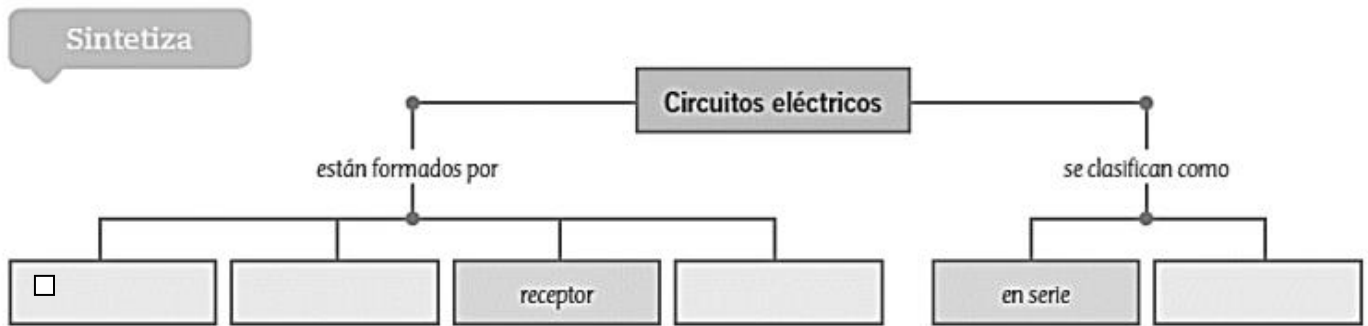 Sintetiza
Circuitos eléctricos
están formados por
se clasifican como
receptor
en serie